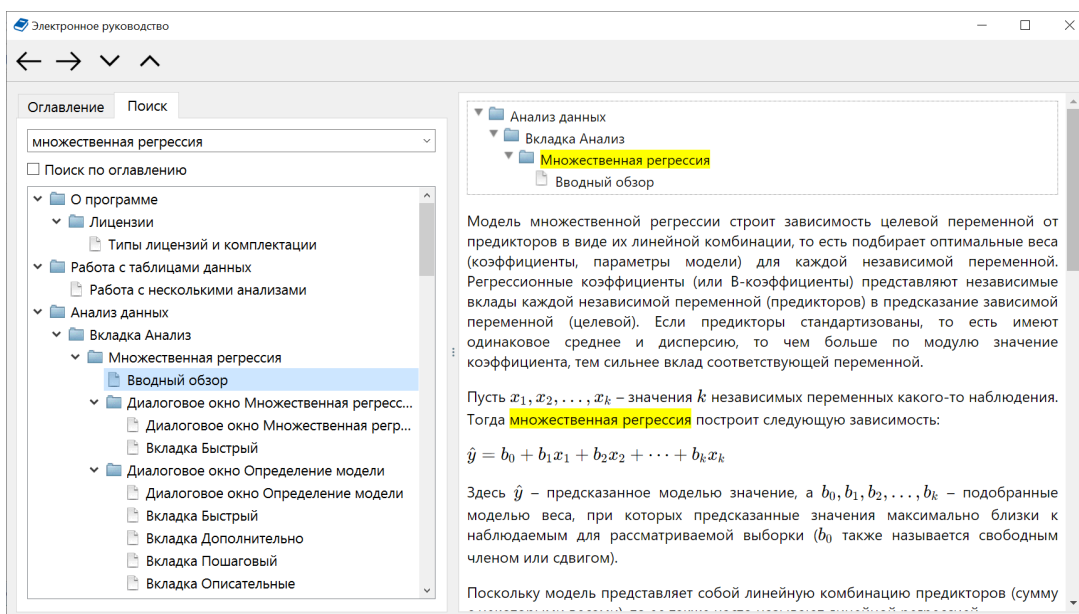 Электронное руководство
Оглавление
Поиск
множественная регрессия
Поиск по оглавлению
О программе
Лицензии
Типы лицензий и комплектации
Работа с таблицами данных
Работа с несколькими анализами
Анализ данных
Вкладка Анализ
Множественная регрессия
Вводный обзор
Диалоговое окно Множественная регресс...
Диалоговое окно Множественная регр...
Вкладка Быстрый
Диалоговое окно Определение модели
Диалоговое окно Определение модели
Вкладка Быстрый
Вкладка Дополнительно
Вкладка Пошаговый
Вкладка Описательные
Анализ данных
Вкладка Анализ
Множественная регрессия
Вводный обзор
Модель множественной регрессии строит зависимость целевой переменной от
предикторов в виде их линейной комбинации, то есть подбирает оптимальные веса
(коэффициенты, параметры модели) для каждой независимой переменной.
Регрессионные коэффициенты (или B-коэффициенты) представляют независимые
вклады каждой независимой переменной (предикторов) в предсказание зависимой
переменной (целевой). Если предикторы стандартизованы, то есть имеют
одинаковое среднее и дисперсию, то чем больше по модулю значение
коэффициента, тем сильнее вклад соответствующей переменной.
Пусть x₁, x₂, . . . , xₖ – значения k независимых переменных какого-то наблюдения.
Тогда множественная регрессия построит следующую зависимость:
ŷ = b₀ + b₁x₁ + b₂x₂ + · · · + bₖxₖ
Здесь ŷ – предсказанное моделью значение, а b₀, b₁, b₂, . . . , bₖ – подобранные
моделью веса, при которых предсказанные значения максимально близки к
наблюдаемым для рассматриваемой выборки (b₀ также называется свободным
членом или сдвигом).
Поскольку модель представляет собой линейную комбинацию предикторов (сумму